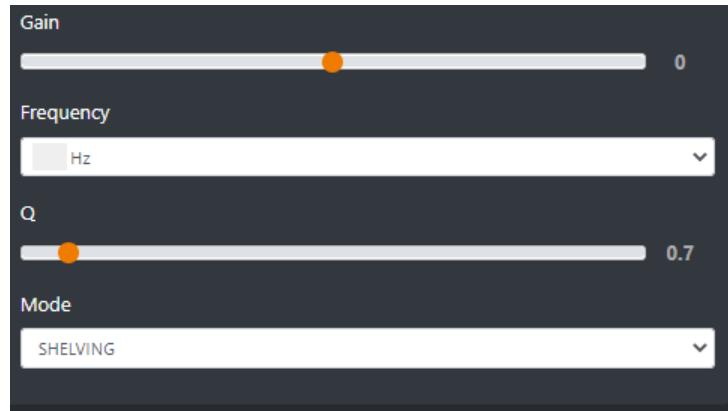 Gain
0
Frequency
Hz
Q
0.7
Mode
SHELVING